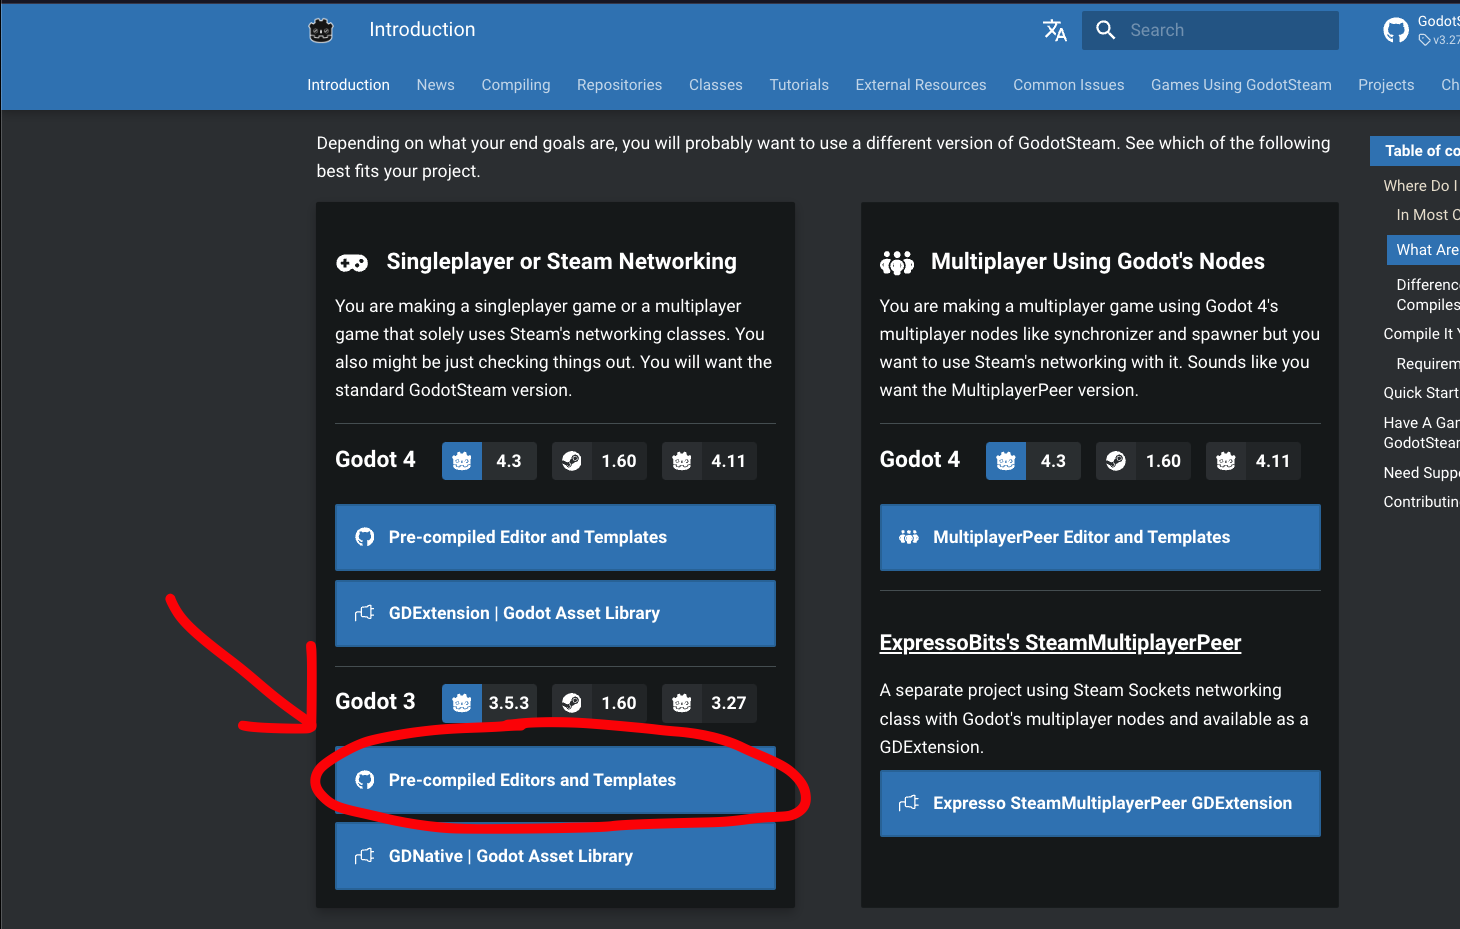 Introduction
Search
GodotS
v3.27
Introduction
News
Compiling
Repositories
Classes
Tutorials
External Resources
Common Issues
Games Using GodotSteam
Projects
Ch
Depending on what your end goals are, you will probably want to use a different version of GodotSteam. See which of the following
best fits your project.
Singleplayer or Steam Networking
You are making a singleplayer game or a multiplayer
game that solely uses Steam's networking classes. You
also might be just checking things out. You will want the
standard GodotSteam version.
Godot 4
4.3
1.60
4.11
Pre-compiled Editor and Templates
GDExtension | Godot Asset Library
Godot 3
3.5.3
1.60
3.27
Pre-compiled Editors and Templates
GDNative | Godot Asset Library
Multiplayer Using Godot's Nodes
You are making a multiplayer game using Godot 4's
multiplayer nodes like synchronizer and spawner but you
want to use Steam's networking with it. Sounds like you
want the MultiplayerPeer version.
Godot 4
4.3
1.60
4.11
MultiplayerPeer Editor and Templates
ExpressoBits's SteamMultiplayerPeer
A separate project using Steam Sockets networking
class with Godot's multiplayer nodes and available as a
GDExtension.
Expresso SteamMultiplayerPeer GDExtension
Table of co
Where Do I
In Most C
What Are
Differenc
Compiles
Compile It Y
Requirem
Quick Start
Have A Gam
GodotSteam
Need Suppo
Contributin